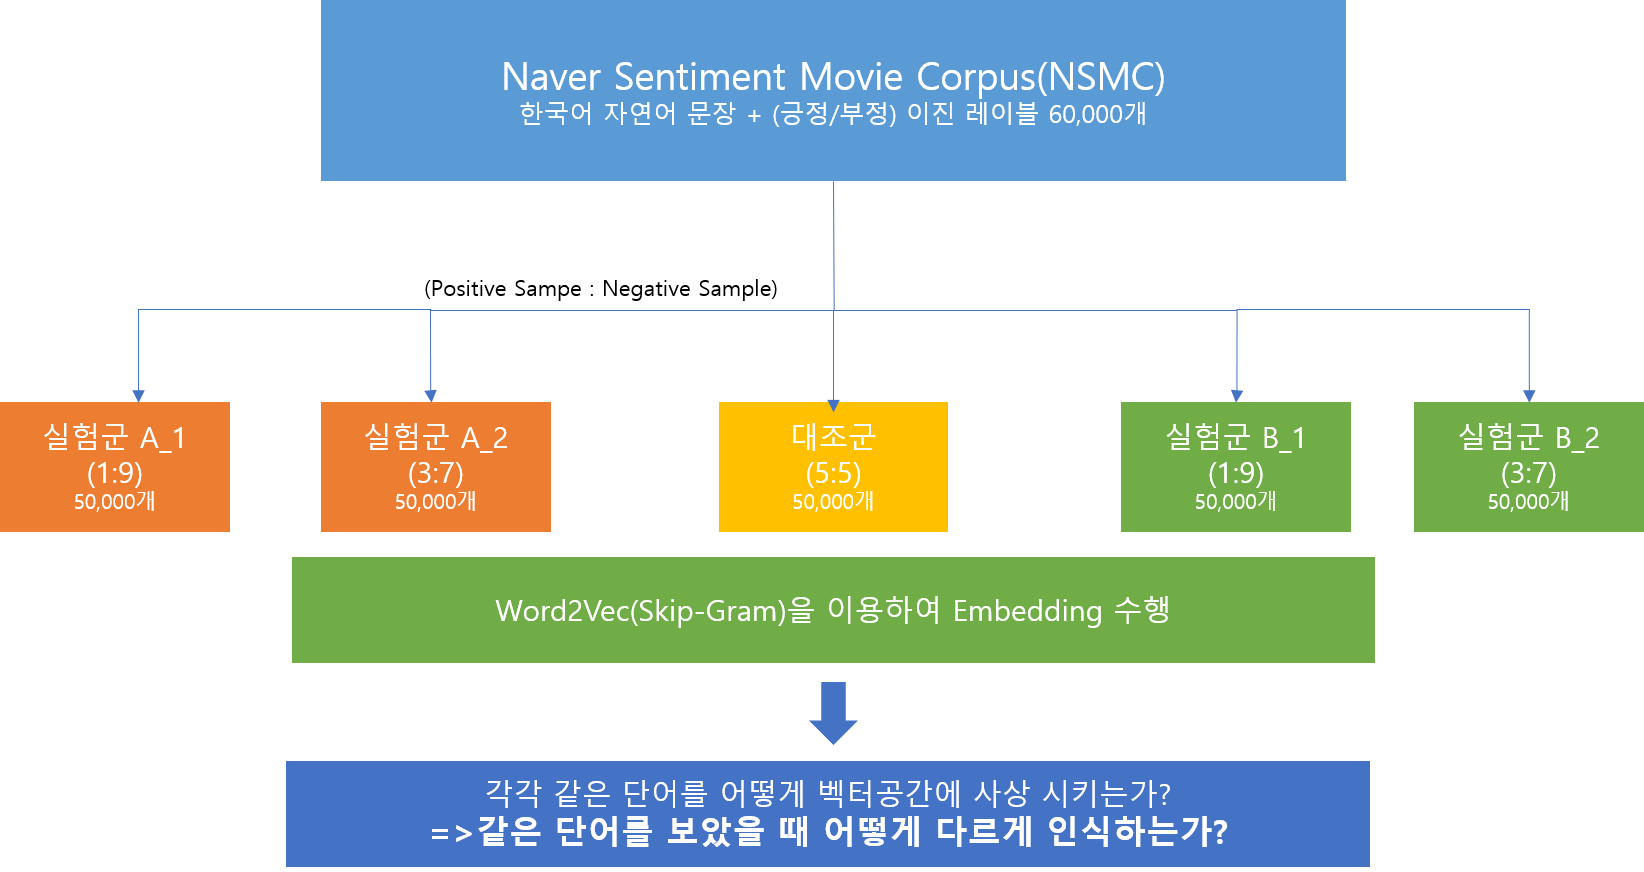 Naver Sentiment Movie Corpus(NSMC)
한국어 자연어 문장 + (긍정/부정) 이진 레이블 60,000개
(Positive Sampe : Negative Sample)
실험군 A_1
(1:9)
50,000개
실험군 A_2
(3:7)
50,000개
대조군
(5:5)
50,000개
실험군 B_1
(1:9)
50,000개
실험군 B_2
(3:7)
50,000개
Word2Vec(Skip-Gram)을 이용하여 Embedding 수행
각각 같은 단어를 어떻게 벡터공간에 사상 시키는가?
=>같은 단어를 보았을 때 어떻게 다르게 인식하는가?